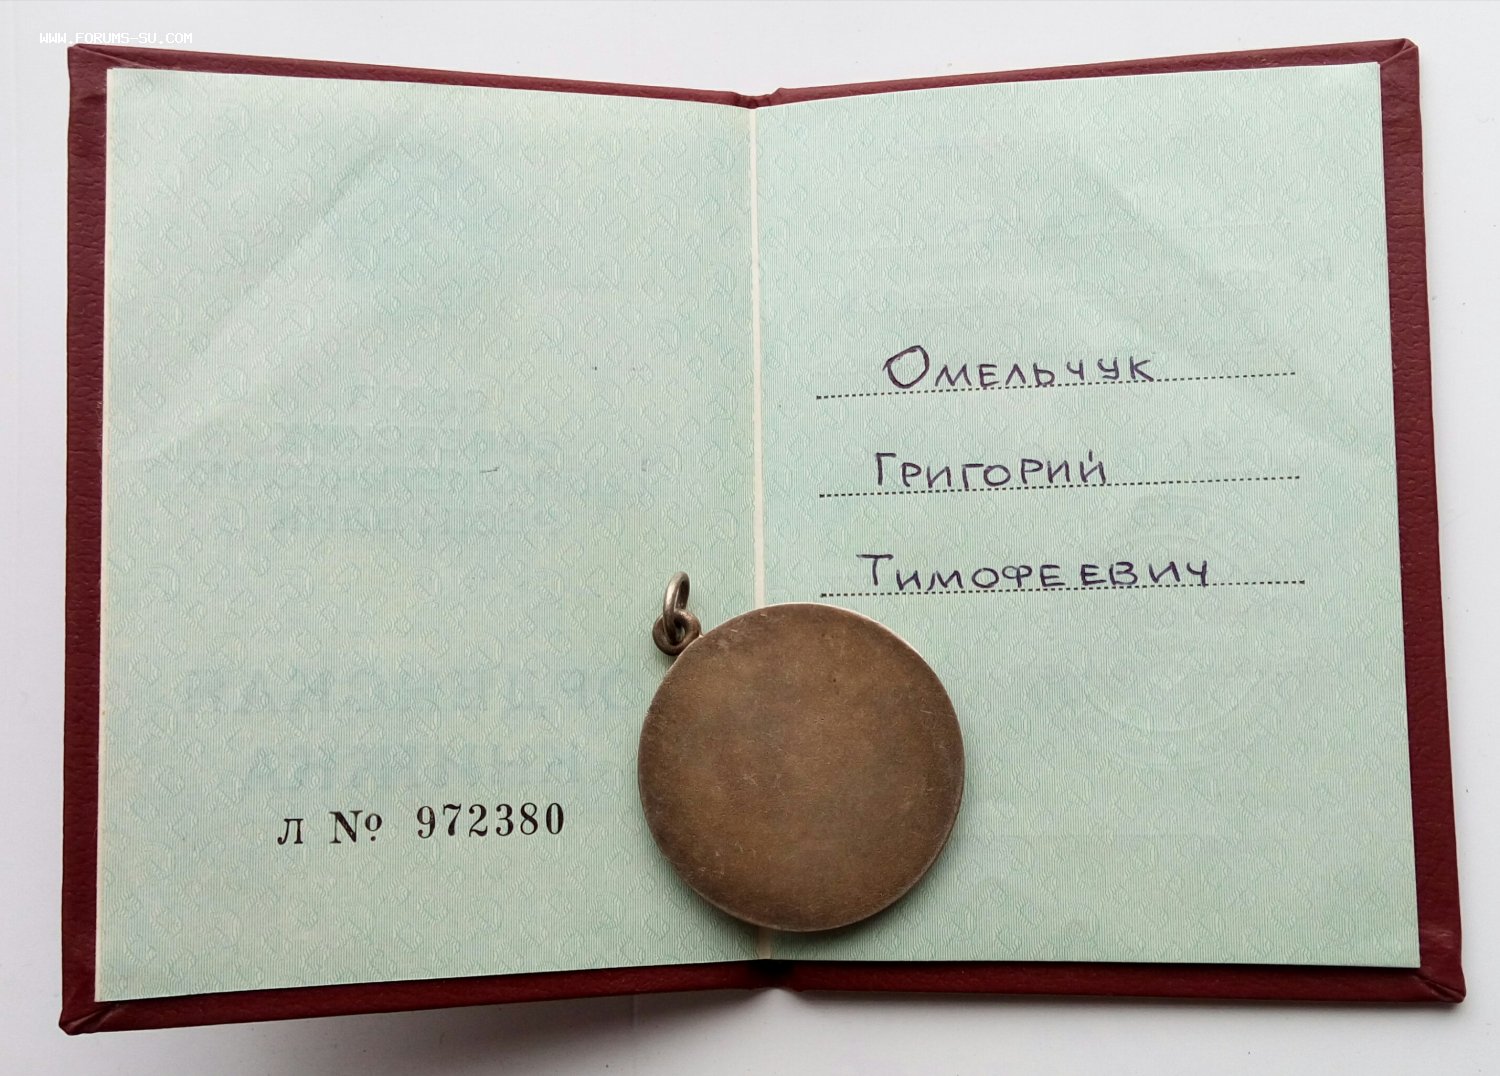 WWW.FORUMS-SU.COM
Омельчук
Григорий
Тимофеевич
Л № 972380